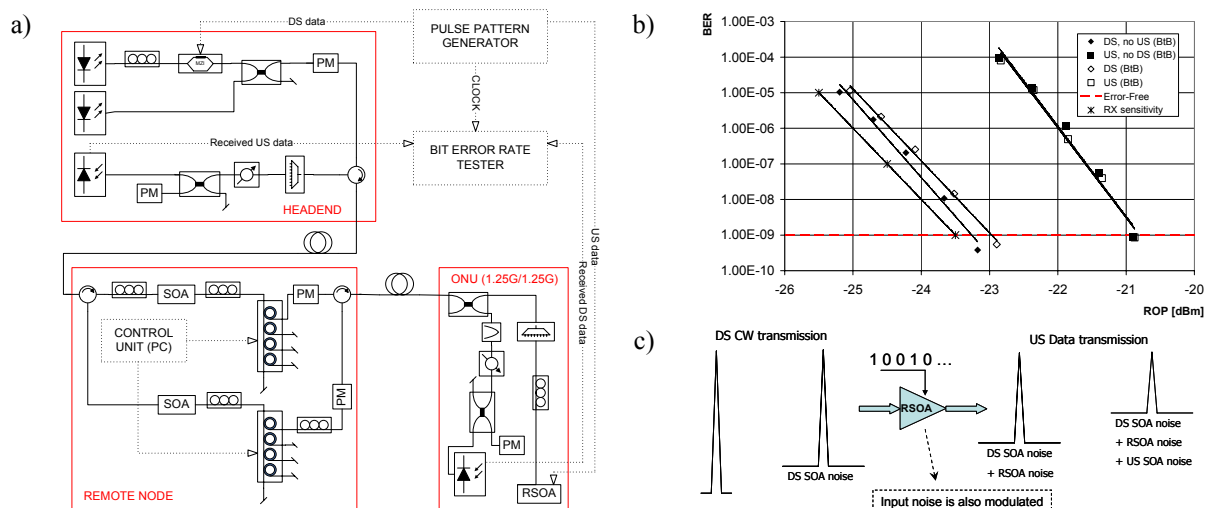 a)
DS data
PULSE PATTERN
GENERATOR
MZI
PM
CLOCK
Received US data
BIT ERROR RATE
TESTER
PM
HEADEND
US data
Received DS data
ONU (1.25G/1.25G)
SOA
PM
CONTROL
UNIT (PC)
PM
SOA
PM
REMOTE NODE
RSOA
b)
BER
1.00E-03
1.00E-04
1.00E-05
1.00E-06
1.00E-07
1.00E-08
1.00E-09
1.00E-10
-26
-25
-24
-23
-22
-21
-20
ROP [dBm]
DS, no US (BtB)
US, no DS (BtB)
DS (BtB)
US (BtB)
Error-Free
RX sensitivity
c)
DS CW transmission
US Data transmission
1 0 0 1 0 ...
RSOA
DS SOA noise
DS SOA noise
+ RSOA noise
DS SOA noise
+ RSOA noise
+ US SOA noise
Input noise is also modulated